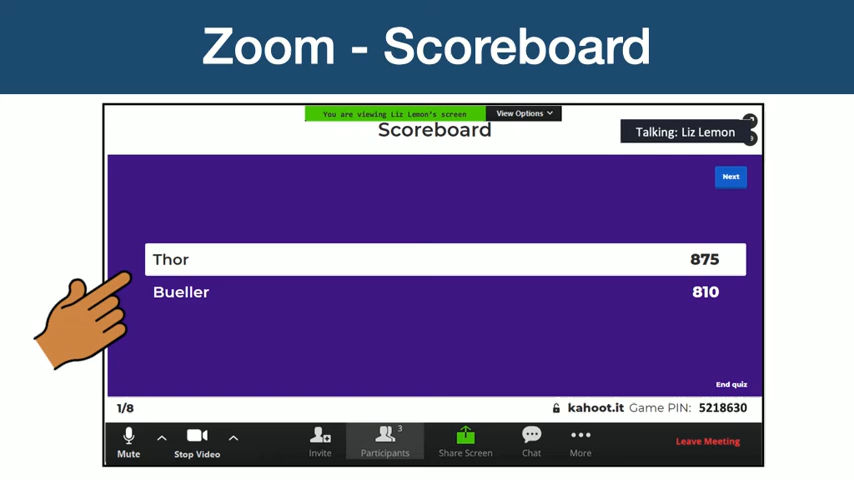 Zoom - Scoreboard
You are viewing Liz Lemon's screen View Options
Scoreboard
Talking: Liz Lemon
Next
Thor 875
Bueller 810
End quiz
1/8 kahoot.it Game PIN: 5218630
3
Mute Stop Video Invite Participants Share Screen Chat More Leave Meeting